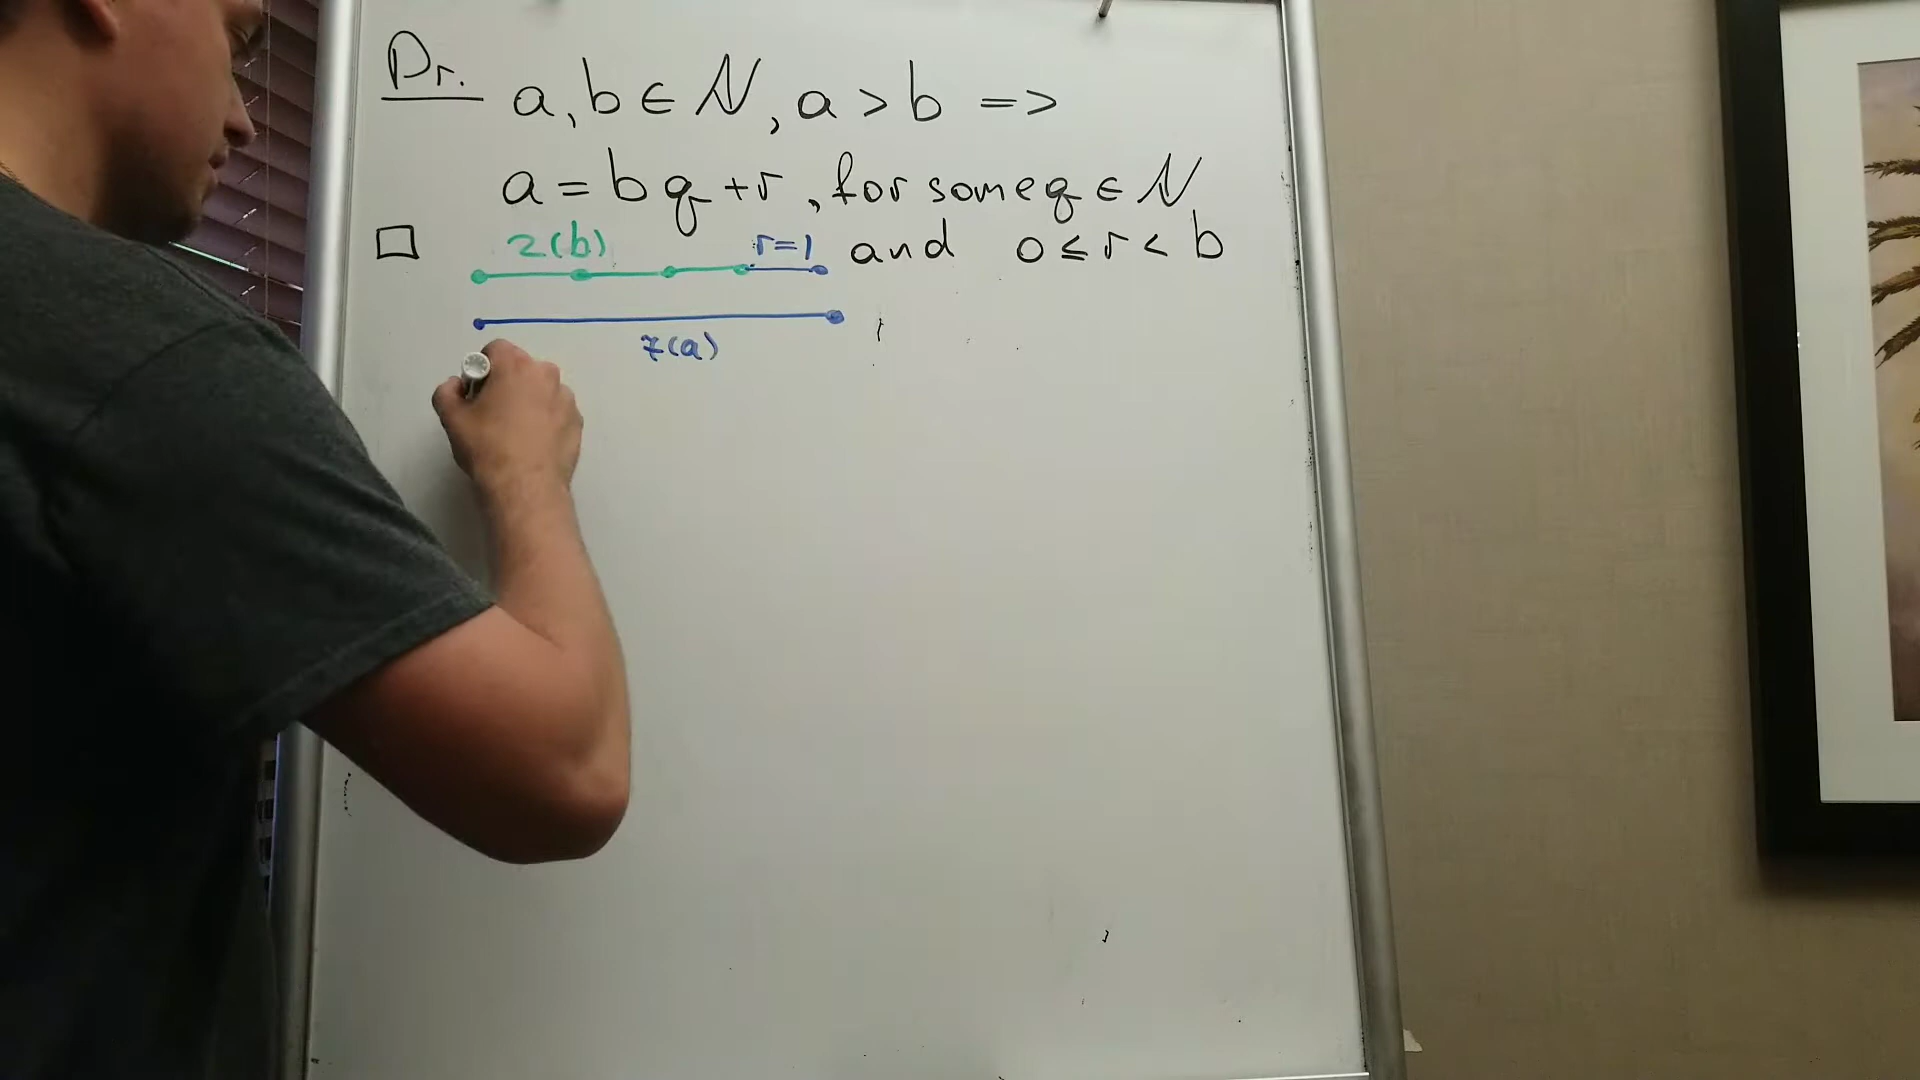 Pr. a, b ∈ N, a > b =>
a = bq + r, for some q ∈ N
and 0 ≤ r < b
2(b) r=1
7(a)